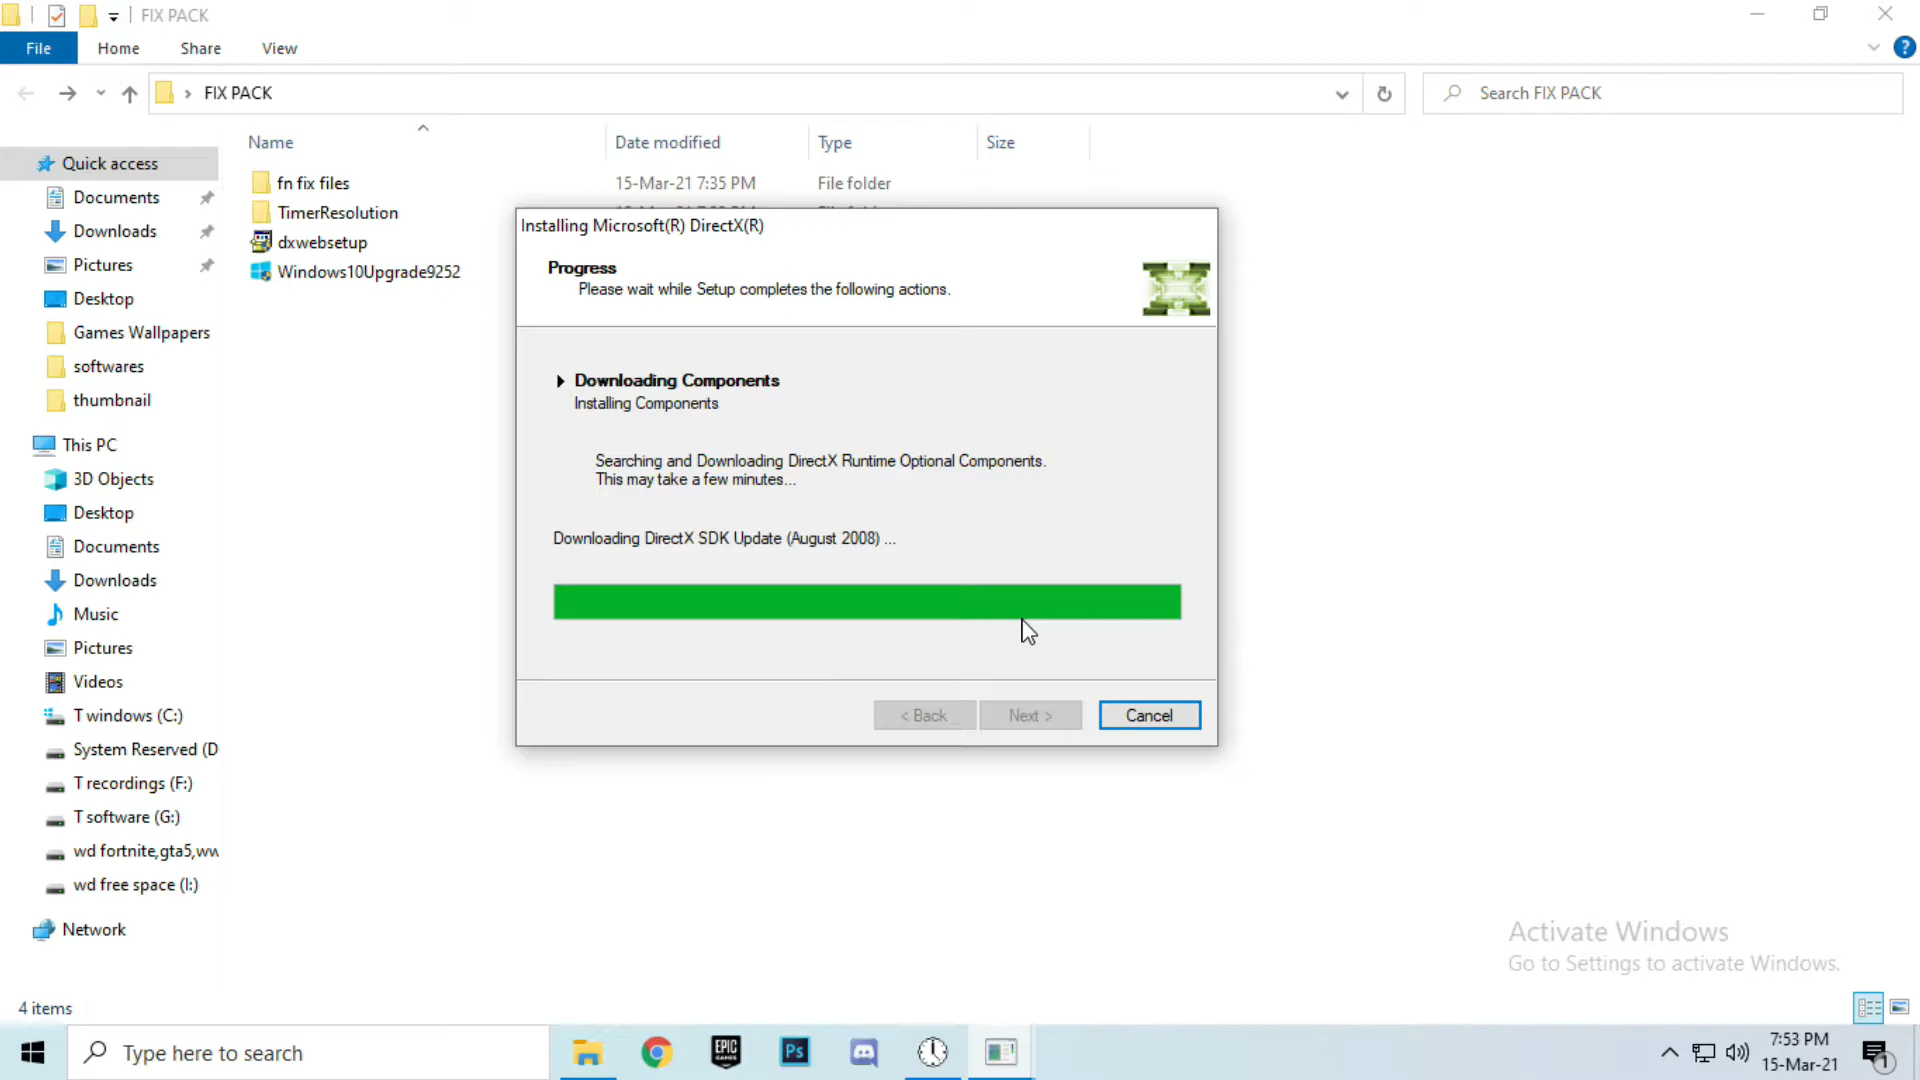 FIX PACK
File
Home
Share
View
FIX PACK
Search FIX PACK
Name
Date modified
Type
Size
Quick access
Documents
Downloads
Pictures
Desktop
Games Wallpapers
softwares
thumbnail
This PC
3D Objects
Desktop
Documents
Downloads
Music
Pictures
Videos
T windows (C:)
System Reserved (D
T recordings (F:)
T software (G:)
wd fortnite,gta5,ww
wd free space (I:)
Network
fn fix files
15-Mar-21 7:35 PM
File folder
TimerResolution
dxwebsetup
Windows10Upgrade9252
Installing Microsoft(R) DirectX(R)
Progress
Please wait while Setup completes the following actions.
Downloading Components
Installing Components
Searching and Downloading DirectX Runtime Optional Components.
This may take a few minutes...
Downloading DirectX SDK Update (August 2008) ...
< Back
Next >
Cancel
Activate Windows
Go to Settings to activate Windows.
4 items
Type here to search
EPIC
GAMES
Ps
7:53 PM
15-Mar-21
1